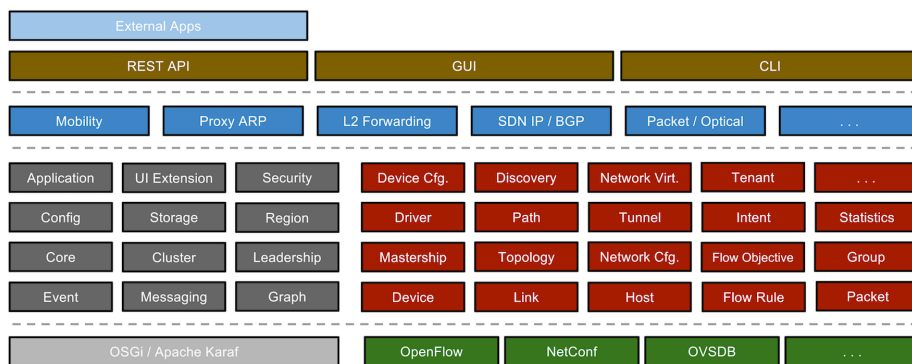 External Apps
REST API GUI CLI
Mobility Proxy ARP L2 Forwarding SDN IP / BGP Packet / Optical . . .
Application UI Extension Security Device Cfg. Discovery Network Virt. Tenant . . .
Config Storage Region Driver Path Tunnel Intent Statistics
Core Cluster Leadership Mastership Topology Network Cfg. Flow Objective Group
Event Messaging Graph Device Link Host Flow Rule Packet
OSGi / Apache Karaf OpenFlow NetConf OVSDB . . .